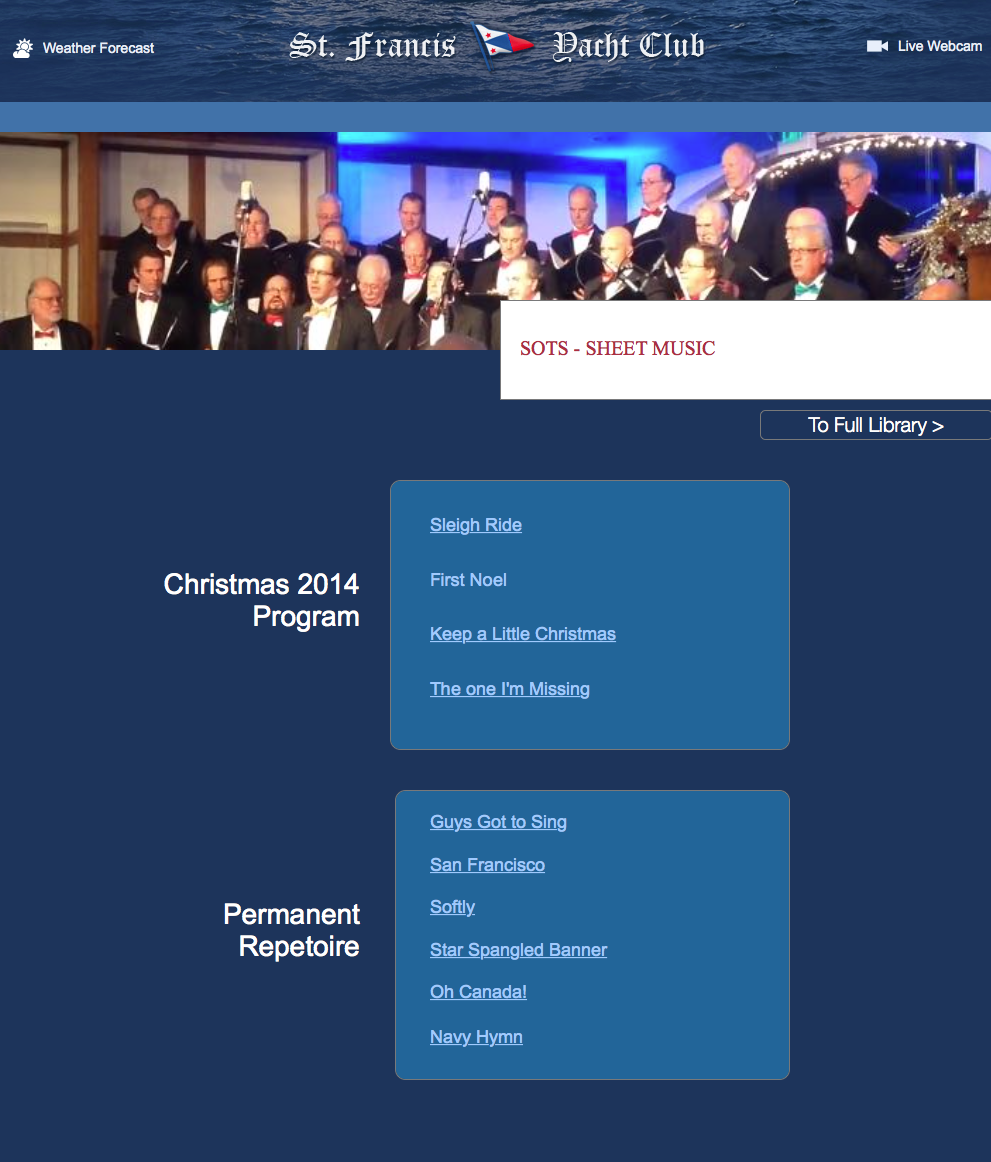 Weather Forecast
St. Francis Yacht Club
Live Webcam
SOTS - SHEET MUSIC
To Full Library >
Christmas 2014
Program
Sleigh Ride
First Noel
Keep a Little Christmas
The one I'm Missing
Permanent
Repetoire
Guys Got to Sing
San Francisco
Softly
Star Spangled Banner
Oh Canada!
Navy Hymn